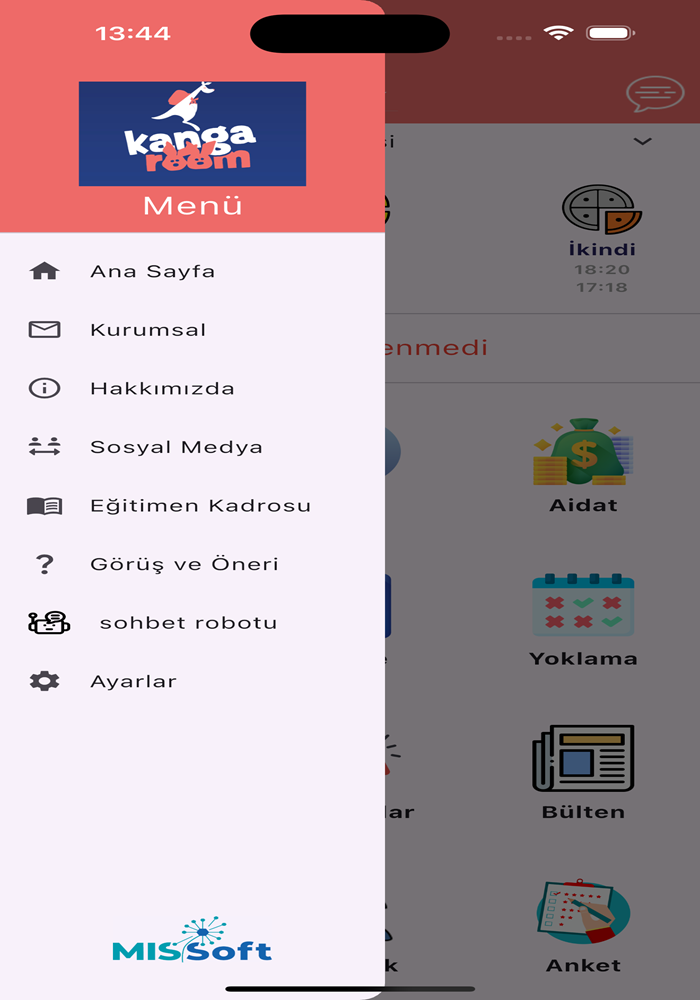 13:44
kanga
room
Menü
Ana Sayfa
Kurumsal
Hakkımızda
Sosyal Medya
Eğitimen Kadrosu
Görüş ve Öneri
sohbet robotu
Ayarlar
MISSoft
si
İkindi
18:20
17:18
enmedi
Aidat
e
Yoklama
lar
Bülten
k
Anket